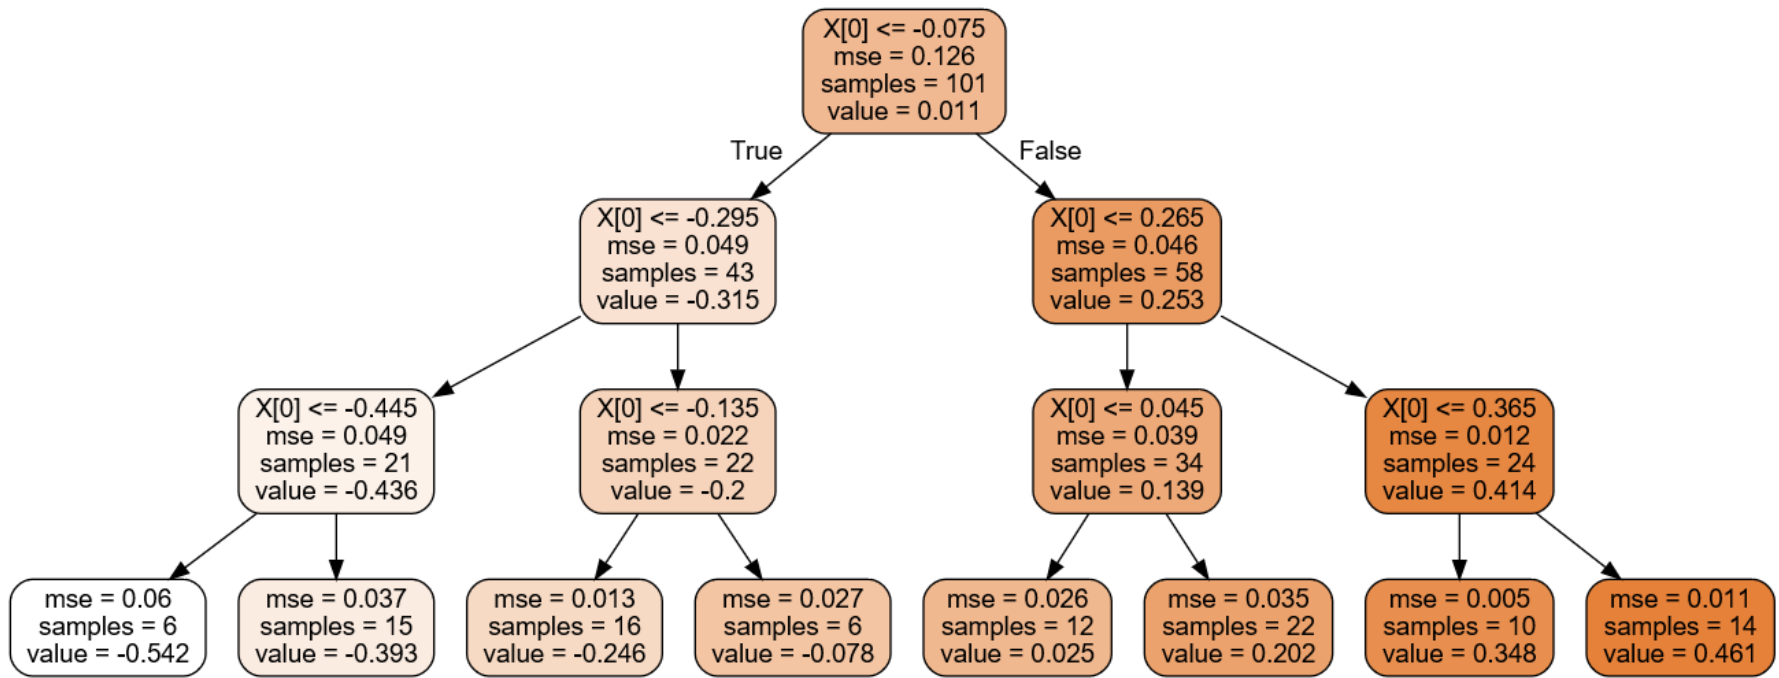 X[0] <= -0.075
mse = 0.126
samples = 101
value = 0.011
True
False
X[0] <= -0.295
mse = 0.049
samples = 43
value = -0.315
X[0] <= 0.265
mse = 0.046
samples = 58
value = 0.253
X[0] <= -0.445
mse = 0.049
samples = 21
value = -0.436
X[0] <= -0.135
mse = 0.022
samples = 22
value = -0.2
X[0] <= 0.045
mse = 0.039
samples = 34
value = 0.139
X[0] <= 0.365
mse = 0.012
samples = 24
value = 0.414
mse = 0.06
samples = 6
value = -0.542
mse = 0.037
samples = 15
value = -0.393
mse = 0.013
samples = 16
value = -0.246
mse = 0.027
samples = 6
value = -0.078
mse = 0.026
samples = 12
value = 0.025
mse = 0.035
samples = 22
value = 0.202
mse = 0.005
samples = 10
value = 0.348
mse = 0.011
samples = 14
value = 0.461